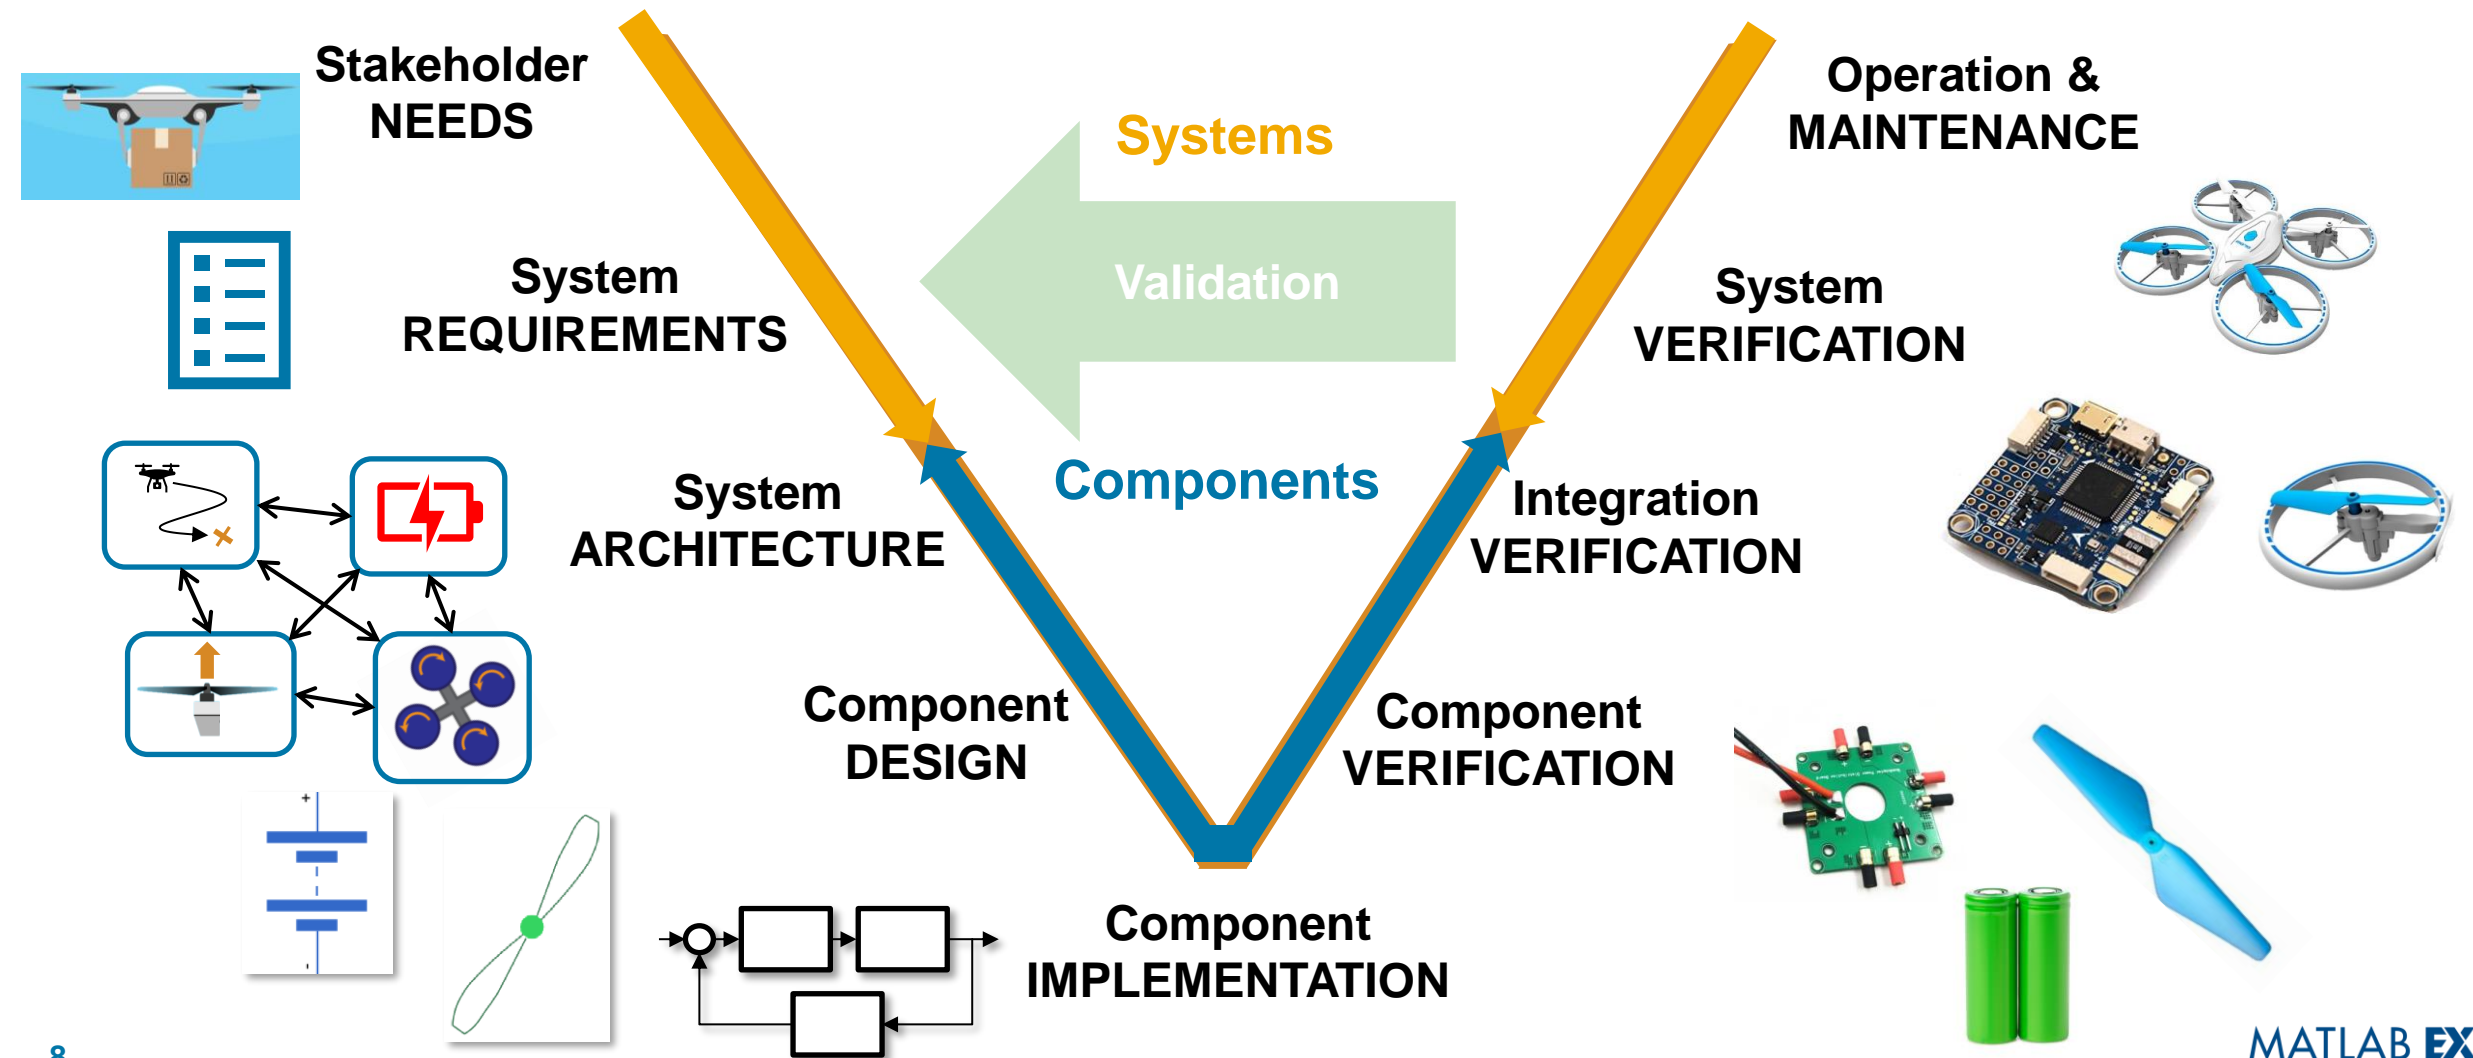 Stakeholder
NEEDS
System
REQUIREMENTS
System
ARCHITECTURE
Component
DESIGN
Component
IMPLEMENTATION
Systems
Validation
Components
Operation &
MAINTENANCE
System
VERIFICATION
Integration
VERIFICATION
Component
VERIFICATION
8
MATLAB EX